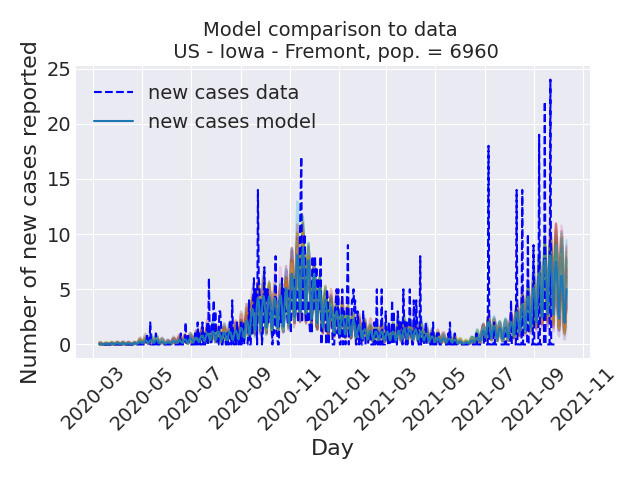 Model comparison to data
US - Iowa - Fremont, pop. = 6960
Number of new cases reported
25
20
15
10
5
0
new cases data
new cases model
2020-03
2020-05
2020-07
2020-09
2020-11
2021-01
2021-03
2021-05
2021-07
2021-09
2021-11
Day